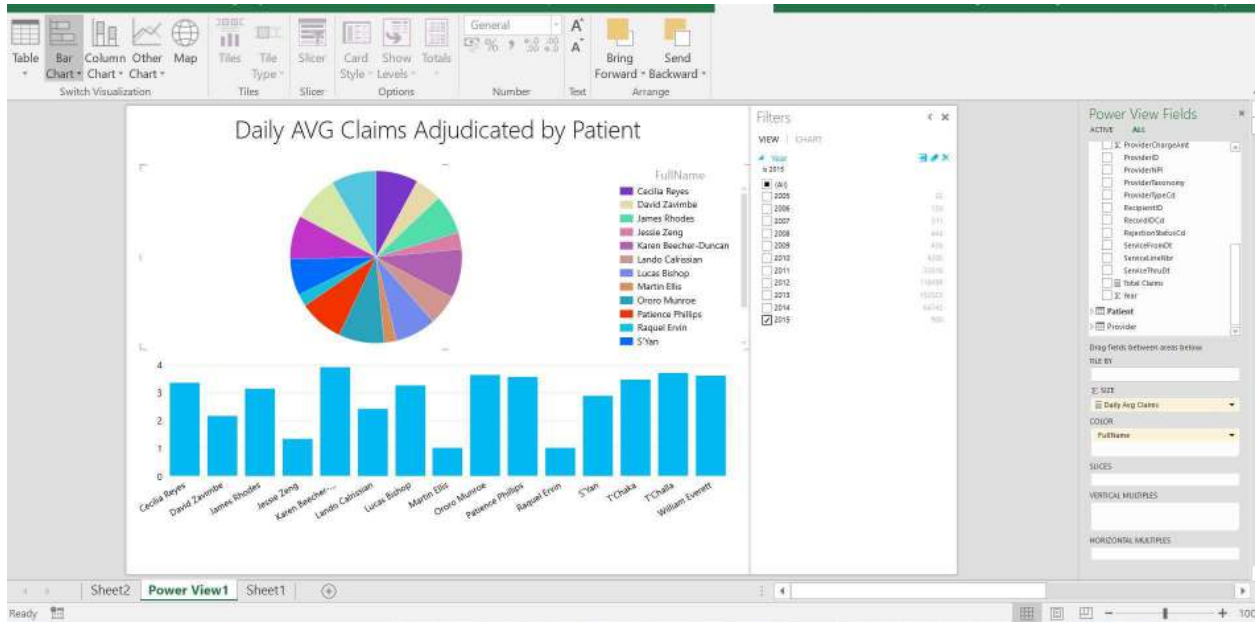 General
Table
Bar
Chart
Column
Chart
Other
Chart
Map
Tiles
Tile
Type
Slicer
Card
Style
Show
Levels
Totals
Bring
Forward
Send
Backward
Switch Visualization
Tiles
Slicer
Options
Number
Text
Arrange
Daily AVG Claims Adjudicated by Patient
FullName
Cecilia Reyes
David Zavimbe
James Rhodes
Jessie Zeng
Karen Beecher-Duncan
Lando Calrissian
Lucas Bishop
Martin Ellis
Ororo Munroe
Patience Phillips
Raquel Ervin
S'Yan
4
3
2
1
0
Cecilia Reyes
David Zavimbe
James Rhodes
Jessie Zeng
Karen Beecher-...
Lando Calrissian
Lucas Bishop
Martin Ellis
Ororo Munroe
Patience Phillips
Raquel Ervin
S'Yan
T'Chaka
T'Challa
William Everett
Filters
VIEW | CHART
Year
is 2015
(All)
2005
2006
2007
2008
2009
2010
2011
2012
2013
2014
2015
Power View Fields
ACTIVE ALL
ProviderChargeAmt
ProviderID
ProviderNPI
ProviderTaxonomy
ProviderTypeCd
RecipientID
RecordIDCd
RejectionStatusCd
ServiceFromDt
ServiceLineNbr
ServiceThruDt
Total Claims
Σ Year
Patient
Provider
Drag fields between areas below
TILE BY
Σ SIZE
Daily Avg Claims
COLOR
FullName
SLICES
VERTICAL MULTIPLES
HORIZONTAL MULTIPLES
Sheet2 Power View1 Sheet1
Ready
100